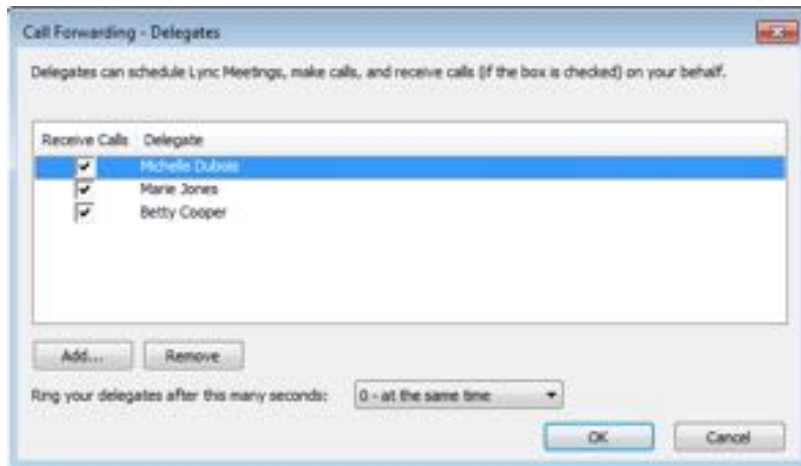 Call Forwarding - Delegates
Delegates can schedule Lync Meetings, make calls, and receive calls (if the box is checked) on your behalf.
Receive Calls Delegate
Michelle Dubois
Marie Jones
Betty Cooper
Add... Remove
Ring your delegates after this many seconds: 0 - at the same time
OK Cancel